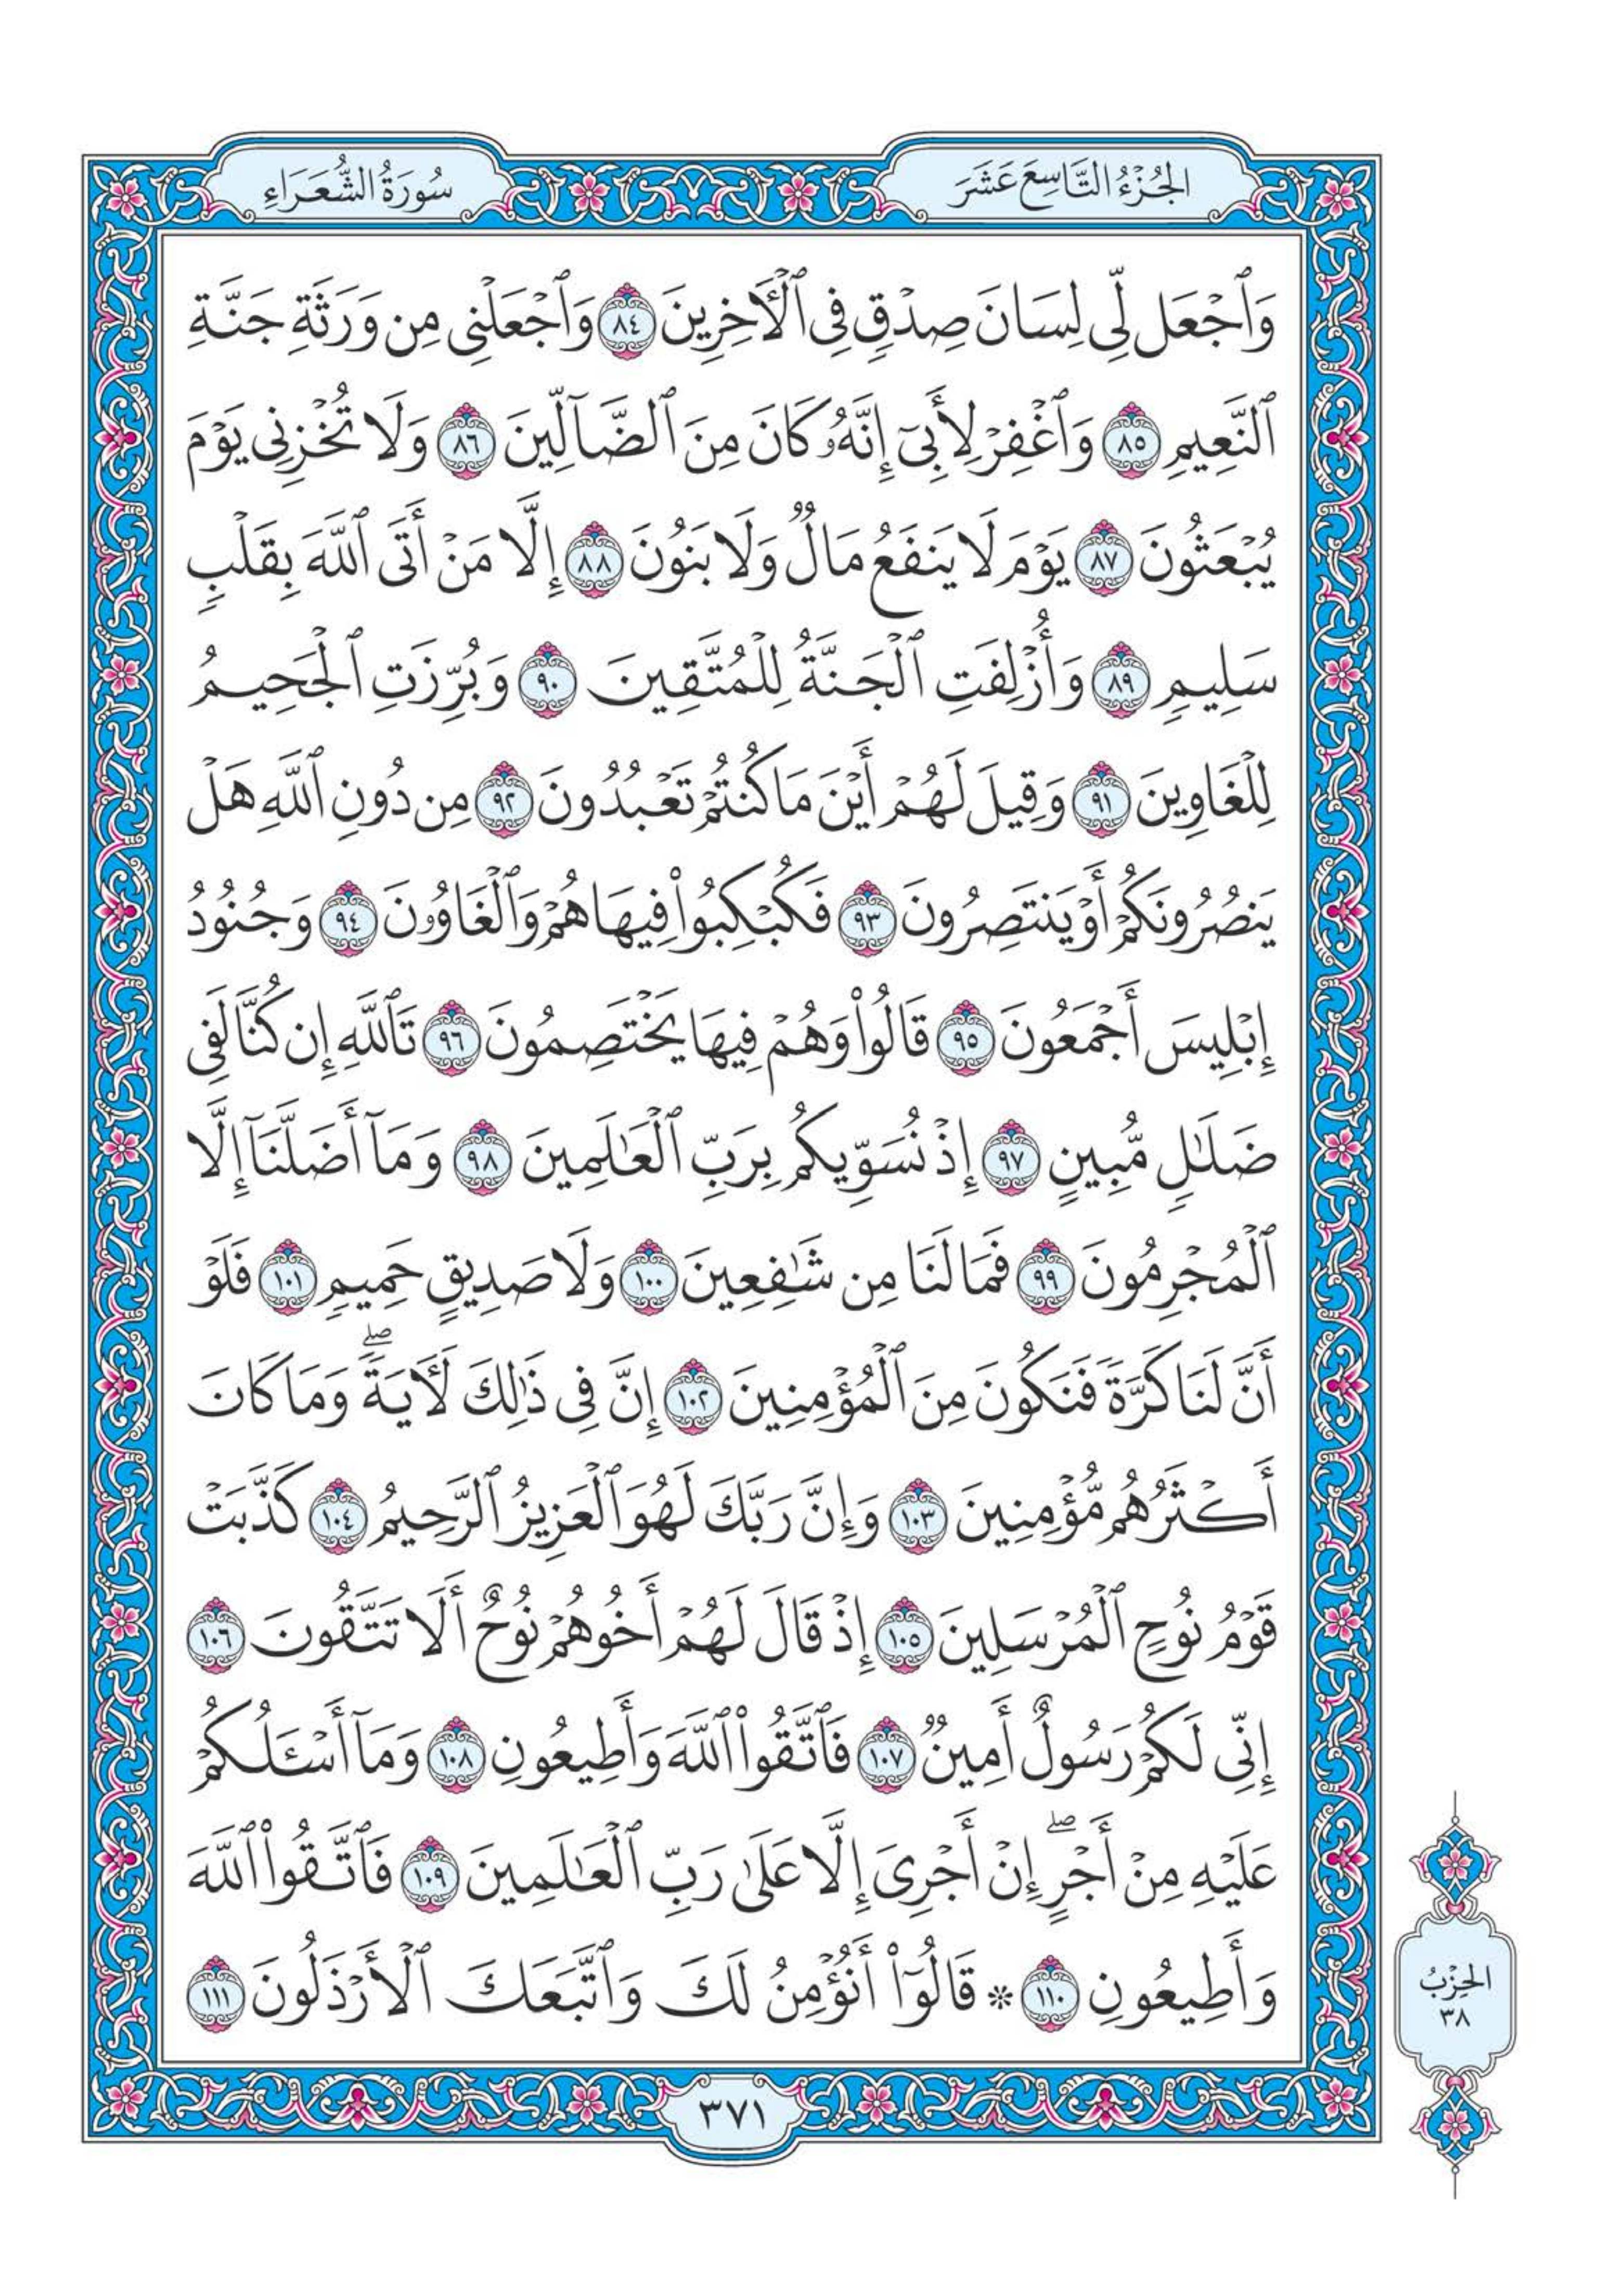 الجُزْءُ التَّاسِعَ عَشَرَ
سُورَةُ الشُّعَرَاءِ
وَٱجْعَل لِّي لِسَانَ صِدْقٍ فِي ٱلْأٓخِرِينَ ٨٤ وَٱجْعَلْنِي مِن وَرَثَةِ جَنَّةِ
ٱلنَّعِيمِ ٨٥ وَٱغْفِرْ لِأَبِيٓ إِنَّهُۥ كَانَ مِنَ ٱلضَّآلِّينَ ٨٦ وَلَا تُخْزِنِي يَوْمَ
يُبْعَثُونَ ٨٧ يَوْمَ لَا يَنفَعُ مَالٌ وَلَا بَنُونَ ٨٨ إِلَّا مَنْ أَتَى ٱللَّهَ بِقَلْبٍ
سَلِيمٍ ٨٩ وَأُزْلِفَتِ ٱلْجَنَّةُ لِلْمُتَّقِينَ ٩٠ وَبُرِّزَتِ ٱلْجَحِيمُ
لِلْغَاوِينَ ٩١ وَقِيلَ لَهُمْ أَيْنَ مَا كُنتُمْ تَعْبُدُونَ ٩٢ مِن دُونِ ٱللَّهِ هَلْ
يَنصُرُونَكُمْ أَوْ يَنتَصِرُونَ ٩٣ فَكُبْكِبُوا۟ فِيهَا هُمْ وَٱلْغَاوُۥنَ ٩٤ وَجُنُودُ
إِبْلِيسَ أَجْمَعُونَ ٩٥ قَالُوا۟ وَهُمْ فِيهَا يَخْتَصِمُونَ ٩٦ تَٱللَّهِ إِن كُنَّا لَفِي
ضَلَٰلٍ مُّبِينٍ ٩٧ إِذْ نُسَوِّيكُم بِرَبِّ ٱلْعَٰلَمِينَ ٩٨ وَمَآ أَضَلَّنَآ إِلَّا
ٱلْمُجْرِمُونَ ٩٩ فَمَا لَنَا مِن شَٰفِعِينَ ١٠٠ وَلَا صَدِيقٍ حَمِيمٍ ١٠١ فَلَوْ
أَنَّ لَنَا كَرَّةً فَنَكُونَ مِنَ ٱلْمُؤْمِنِينَ ١٠٢ إِنَّ فِي ذَٰلِكَ لَأٓيَةً ۖ وَمَا كَانَ
أَكْثَرُهُم مُّؤْمِنِينَ ١٠٣ وَإِنَّ رَبَّكَ لَهُوَ ٱلْعَزِيزُ ٱلرَّحِيمُ ١٠٤ كَذَّبَتْ
قَوْمُ نُوحٍ ٱلْمُرْسَلِينَ ١٠٥ إِذْ قَالَ لَهُمْ أَخُوهُمْ نُوحٌ أَلَا تَتَّقُونَ ١٠٦
إِنِّي لَكُمْ رَسُولٌ أَمِينٌ ١٠٧ فَٱتَّقُوا۟ ٱللَّهَ وَأَطِيعُونِ ١٠٨ وَمَآ أَسْـَٔلُكُمْ
عَلَيْهِ مِنْ أَجْرٍ ۖ إِنْ أَجْرِيَ إِلَّا عَلَىٰ رَبِّ ٱلْعَٰلَمِينَ ١٠٩ فَٱتَّقُوا۟ ٱللَّهَ
وَأَطِيعُونِ ١١٠ ۞ قَالُوٓا۟ أَنُؤْمِنُ لَكَ وَٱتَّبَعَكَ ٱلْأَرْذَلُونَ ١١١
الحِزْبُ
٣٨
٣٧١